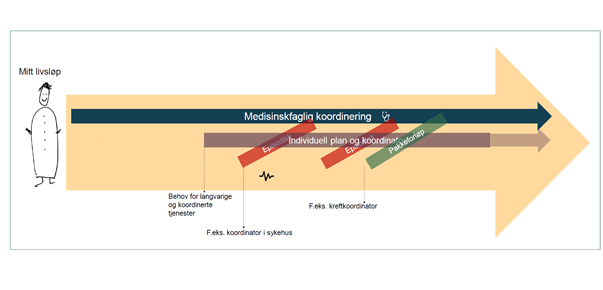 Mitt livsløp
Medisinskfaglig koordinering
Individuell plan og koordinat
Pakkeforløp
Behov for langvarige
og koordinerte
tjenester
F.eks. kreftkoordinator
F.eks. koordinator i sykehus